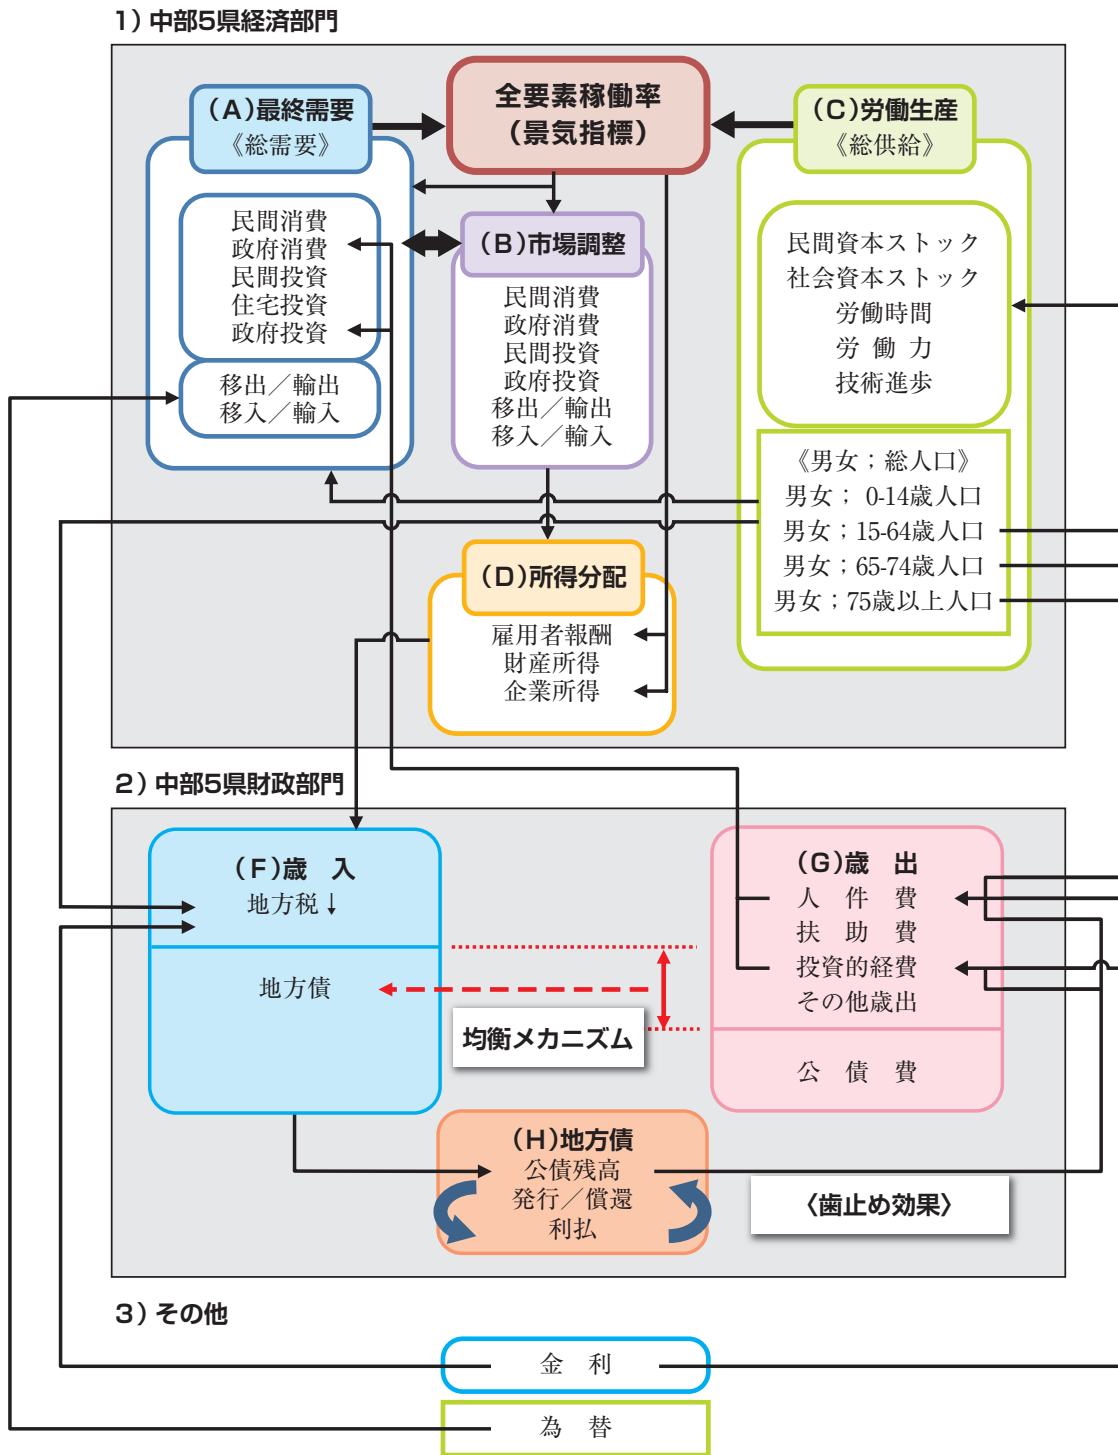 1）中部5県経済部門
（A）最終需要
《総需要》
民間消費
政府消費
民間投資
住宅投資
政府投資
移出／輸出
移入／輸入
全要素稼働率
（景気指標）
（B）市場調整
民間消費
政府消費
民間投資
政府投資
移出／輸出
移入／輸入
（C）労働生産
《総供給》
民間資本ストック
社会資本ストック
労働時間
労 働 力
技術進歩
《男女；総人口》
男女； 0-14歳人口
男女；15-64歳人口
男女；65-74歳人口
男女；75歳以上人口
（D）所得分配
雇用者報酬
財産所得
企業所得
2）中部5県財政部門
（F）歳　入
地方税↓
地方債
均衡メカニズム
（G）歳　出
人　件　費
扶　助　費
投資的経費
その他歳出
公　債　費
（H）地方債
公債残高
発行／償還
利払
〈歯止め効果〉
3）その他
金　利
為　替